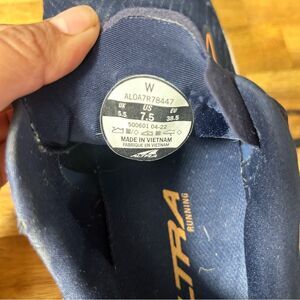 W
AL0A7R78447
UK US EU
5.5 7.5 38.5
500601 04-22
MADE IN VIETNAM
FABRIQUÉ EN VIETNAM
ALTRA
LTRA
RUNNING